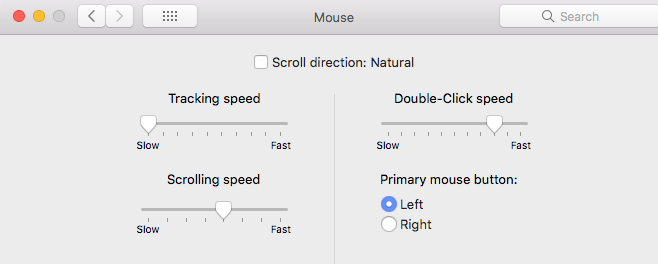 Mouse
Search
Scroll direction: Natural
Tracking speed
Slow Fast
Scrolling speed
Slow Fast
Double-Click speed
Slow Fast
Primary mouse button:
Left
Right